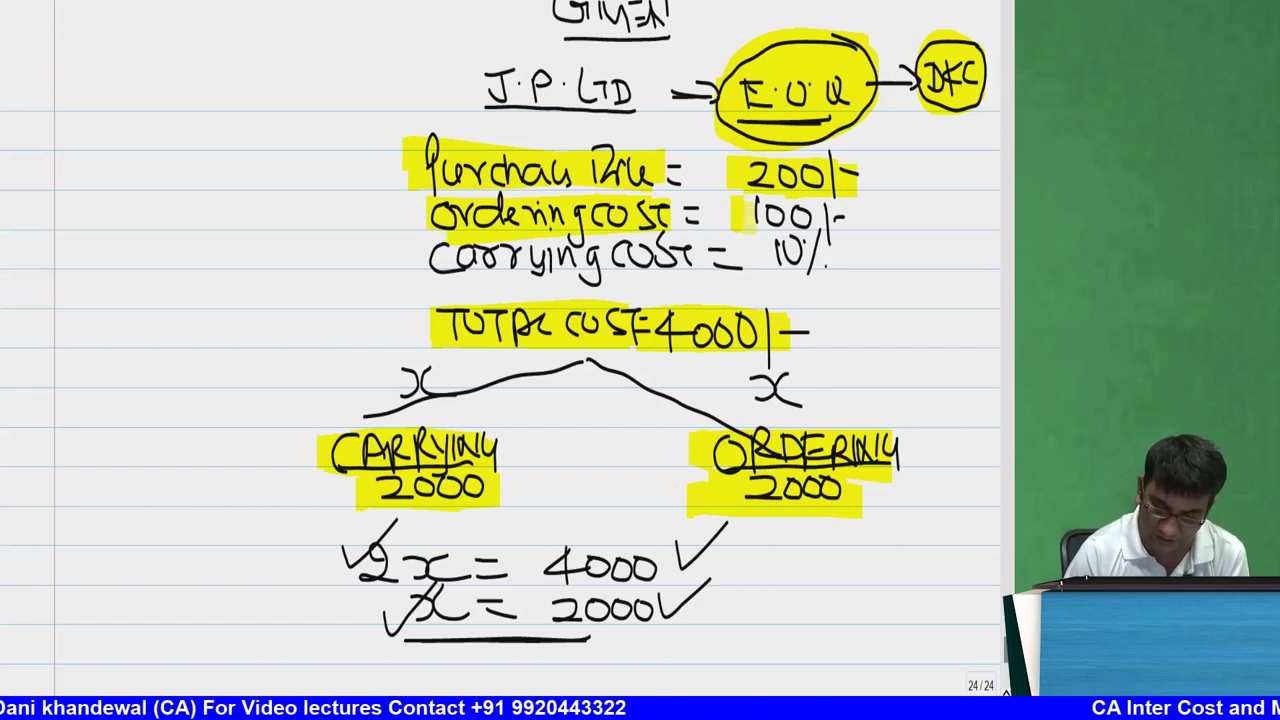 GIVEN
J.P. LTD → E.O.Q → DKC
Purchase Price = 200/-
ordering cost = 100/-
carrying cost = 10%
TOTAL COST = 4000/-
x x
CARRYING ORDERING
2000 2000
2x = 4000
x = 2000
24 / 24
Dani khandewal (CA) For Video lectures Contact +91 9920443322 CA Inter Cost and M